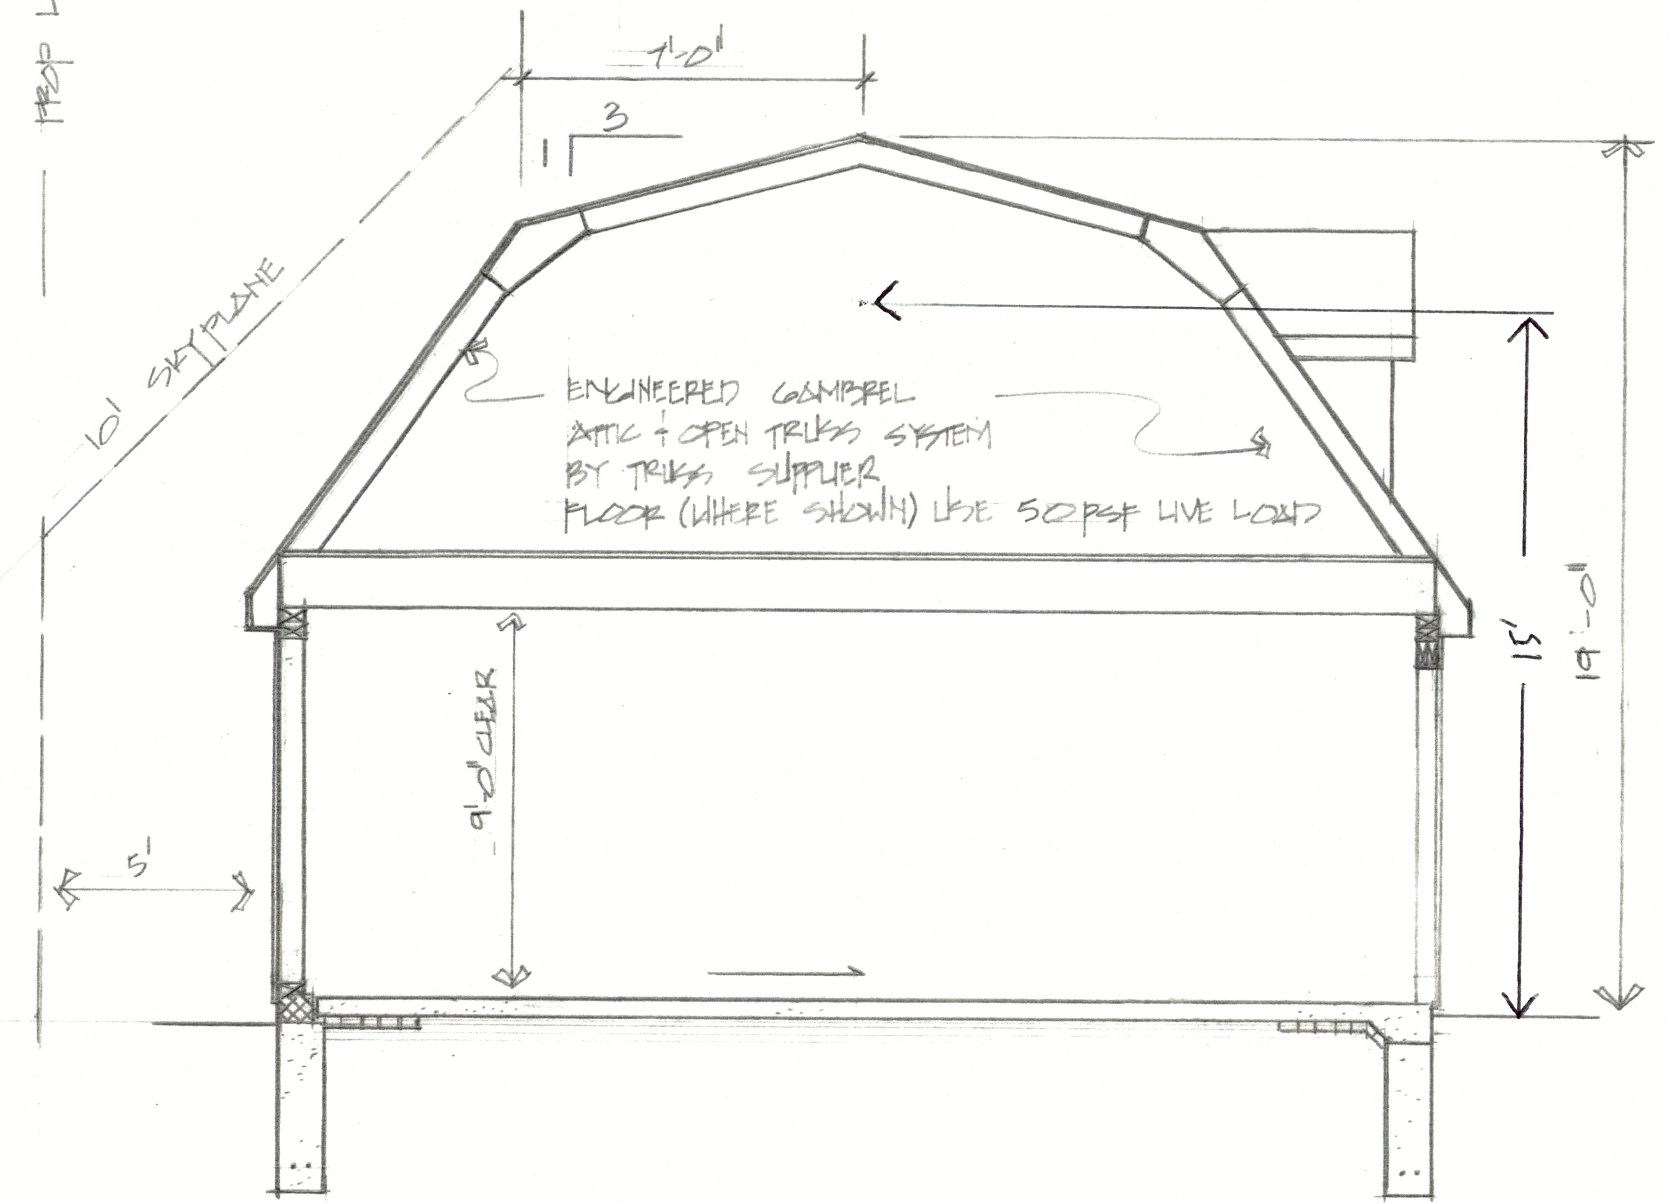 PROP L
7'-0"
3
1
10' SKYPLANE
ENGINEERED GAMBREL
ATTIC & OPEN TRUSS SYSTEM
BY TRUSS SUPPLIER
FLOOR (WHERE SHOWN) USE 50 PSF LIVE LOAD
9'-0" CLEAR
15'
19'-0"
5'